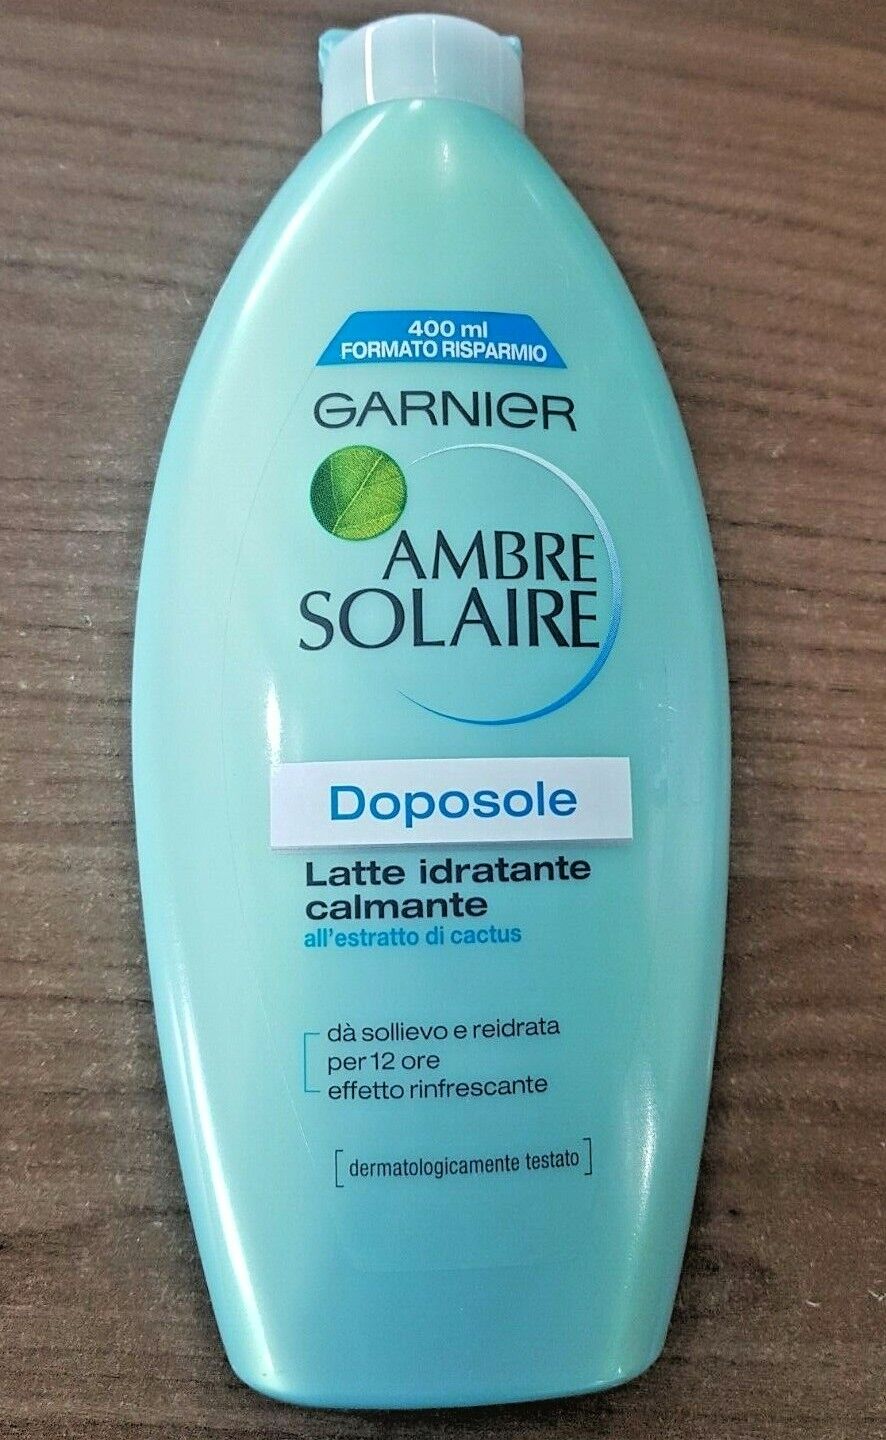 400 ml
FORMATO RISPARMIO
GARNIER
AMBRE
SOLAIRE
Doposole
Latte idratante
calmante
all'estratto di cactus
dà sollievo e reidrata
per 12 ore
effetto rinfrescante
[dermatologicamente testato]